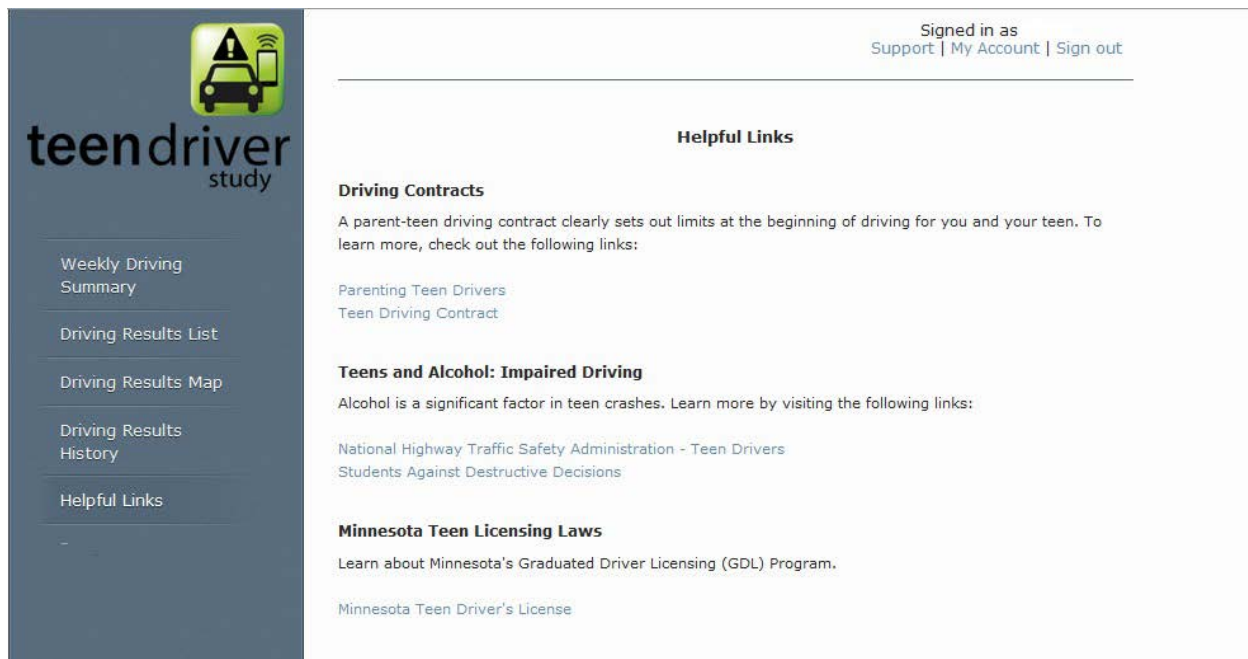 teendriver
study
Weekly Driving
Summary
Driving Results List
Driving Results Map
Driving Results
History
Helpful Links
Signed in as
Support | My Account | Sign out
Helpful Links
Driving Contracts
A parent-teen driving contract clearly sets out limits at the beginning of driving for you and your teen. To
learn more, check out the following links:
Parenting Teen Drivers
Teen Driving Contract
Teens and Alcohol: Impaired Driving
Alcohol is a significant factor in teen crashes. Learn more by visiting the following links:
National Highway Traffic Safety Administration - Teen Drivers
Students Against Destructive Decisions
Minnesota Teen Licensing Laws
Learn about Minnesota's Graduated Driver Licensing (GDL) Program.
Minnesota Teen Driver's License